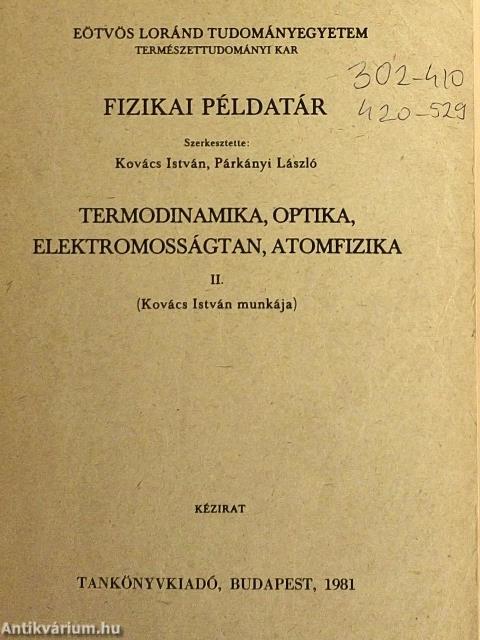 EÖTVÖS LORÁND TUDOMÁNYEGYETEM
TERMÉSZETTUDOMÁNYI KAR
302-410
420-529
FIZIKAI PÉLDATÁR
Szerkesztette:
Kovács István, Párkányi László
TERMODINAMIKA, OPTIKA,
ELEKTROMOSSÁGTAN, ATOMFIZIKA
II.
(Kovács István munkája)
KÉZIRAT
TANKÖNYVKIADÓ, BUDAPEST, 1981
Antikvárium.hu